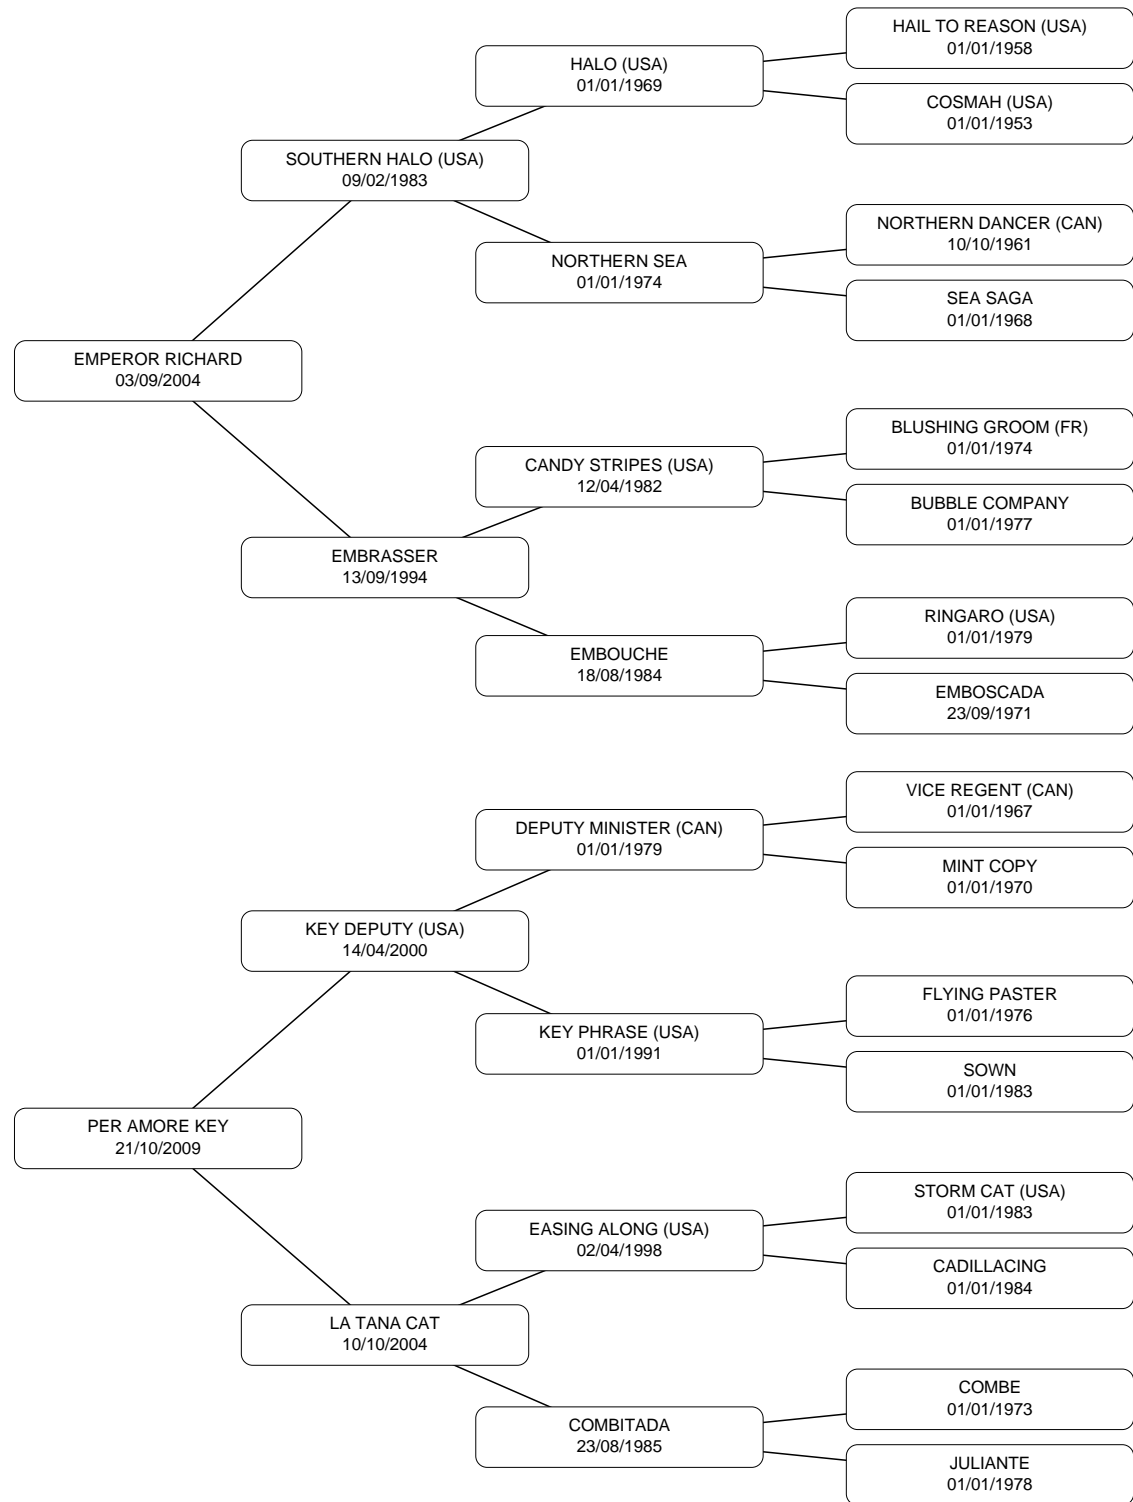 HAIL TO REASON (USA)
01/01/1958
HALO (USA)
01/01/1969
COSMAH (USA)
01/01/1953
SOUTHERN HALO (USA)
09/02/1983
NORTHERN DANCER (CAN)
10/10/1961
NORTHERN SEA
01/01/1974
SEA SAGA
01/01/1968
EMPEROR RICHARD
03/09/2004
BLUSHING GROOM (FR)
01/01/1974
CANDY STRIPES (USA)
12/04/1982
BUBBLE COMPANY
01/01/1977
EMBRASSER
13/09/1994
RINGARO (USA)
01/01/1979
EMBOUCHE
18/08/1984
EMBOSCADA
23/09/1971
VICE REGENT (CAN)
01/01/1967
DEPUTY MINISTER (CAN)
01/01/1979
MINT COPY
01/01/1970
KEY DEPUTY (USA)
14/04/2000
FLYING PASTER
01/01/1976
KEY PHRASE (USA)
01/01/1991
SOWN
01/01/1983
PER AMORE KEY
21/10/2009
STORM CAT (USA)
01/01/1983
EASING ALONG (USA)
02/04/1998
CADILLACING
01/01/1984
LA TANA CAT
10/10/2004
COMBE
01/01/1973
COMBITADA
23/08/1985
JULIANTE
01/01/1978